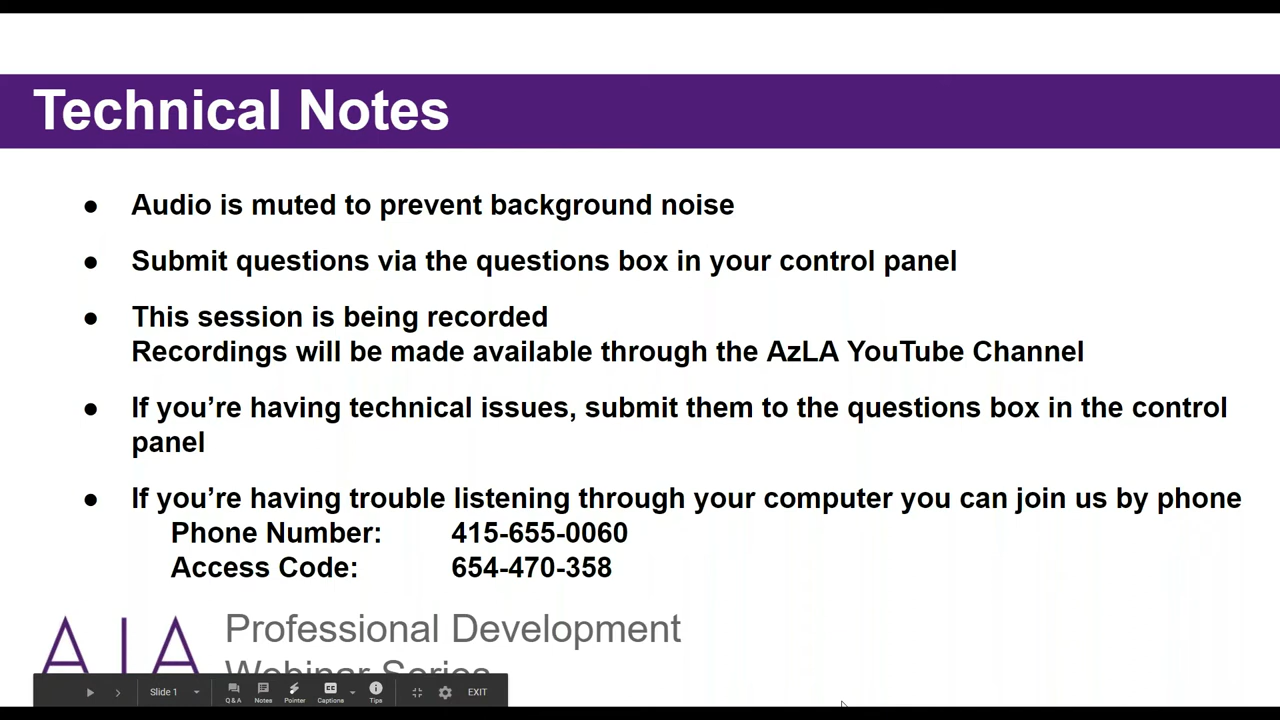 Technical Notes
● Audio is muted to prevent background noise
● Submit questions via the questions box in your control panel
● This session is being recorded
Recordings will be made available through the AzLA YouTube Channel
● If you’re having technical issues, submit them to the questions box in the control
panel
● If you’re having trouble listening through your computer you can join us by phone
Phone Number: 415-655-0060
Access Code: 654-470-358
Professional Development
Webinar Series
Slide 1
Q&A Notes Pointer Captions Tips EXIT